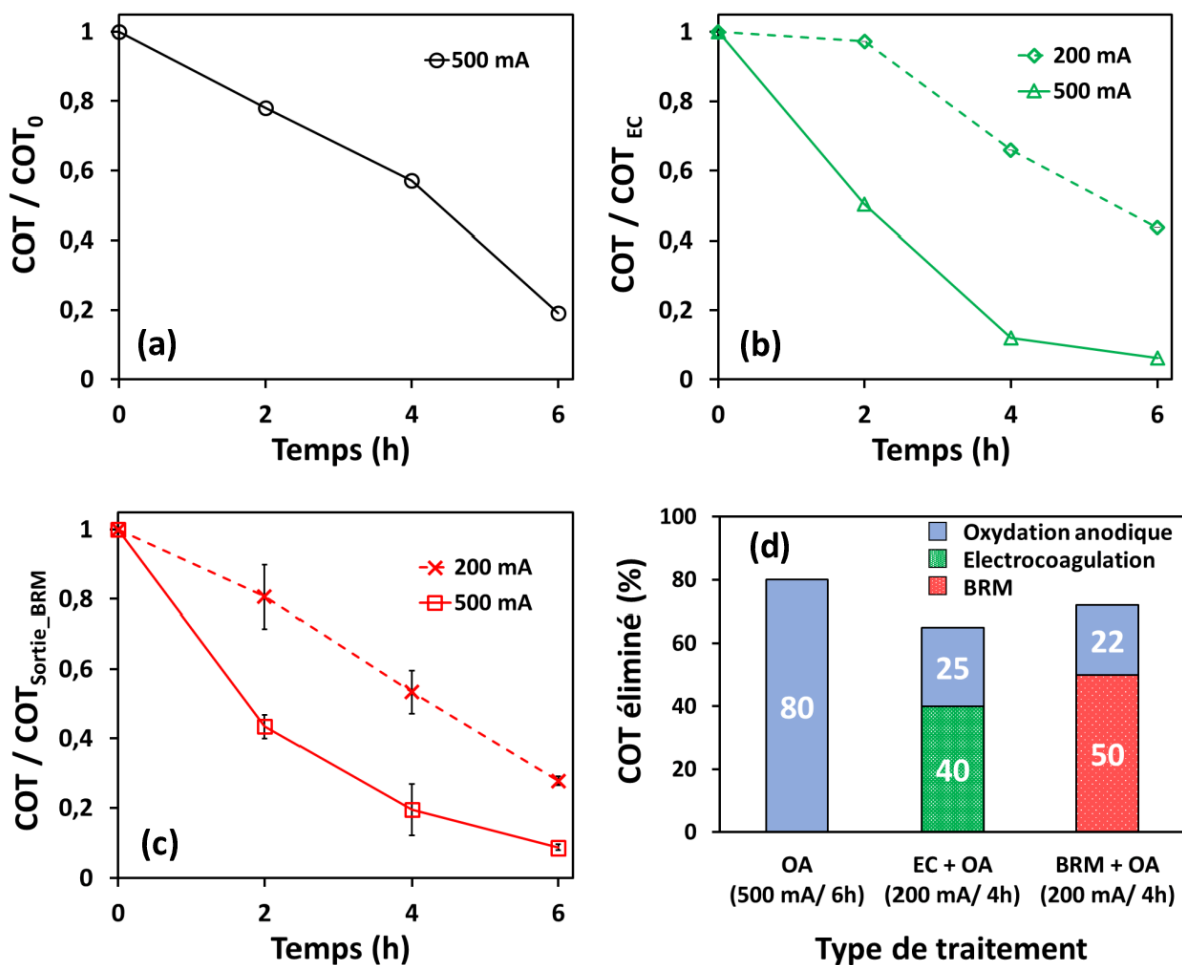 COT / COT0
1
0,8
0,6
0,4
0,2
0
0
2
4
6
Temps (h)
500 mA
(a)
COT / COT EC
1
0,8
0,6
0,4
0,2
0
0
2
4
6
Temps (h)
200 mA
500 mA
(b)
COT / COTSortie_BRM
1
0,8
0,6
0,4
0,2
0
0
2
4
6
Temps (h)
200 mA
500 mA
(c)
COT éliminé (%)
100
80
60
40
20
0
(d)
Oxydation anodique
Electrocoagulation
BRM
80
25
40
22
50
OA
(500 mA/ 6h)
EC + OA
(200 mA/ 4h)
BRM + OA
(200 mA/ 4h)
Type de traitement